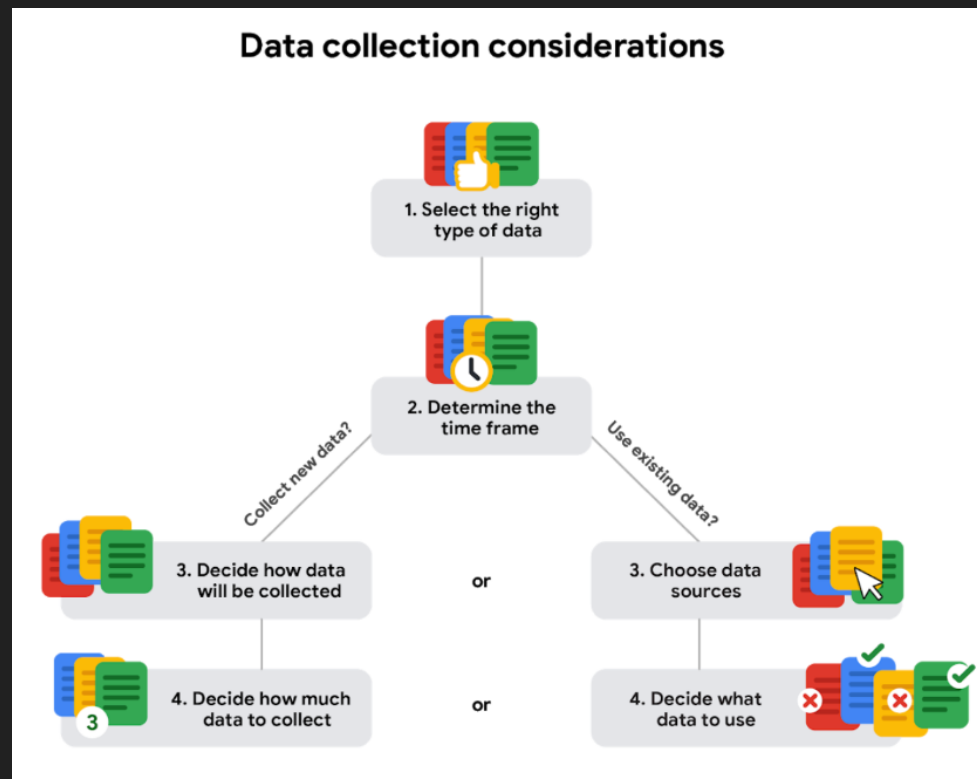 Data collection considerations
1. Select the right
type of data
2. Determine the
time frame
Collect new data?
Use existing data?
3. Decide how data
will be collected
or
3. Choose data
sources
4. Decide how much
data to collect
3
or
4. Decide what
data to use